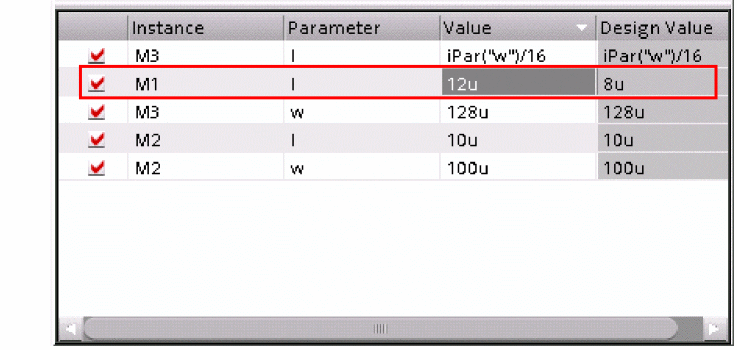 Instance Parameter Value Design Value
M3 l iPar("w")/16 iPar("w")/16
M1 l 12u 8u
M3 w 128u 128u
M2 l 10u 10u
M2 w 100u 100u